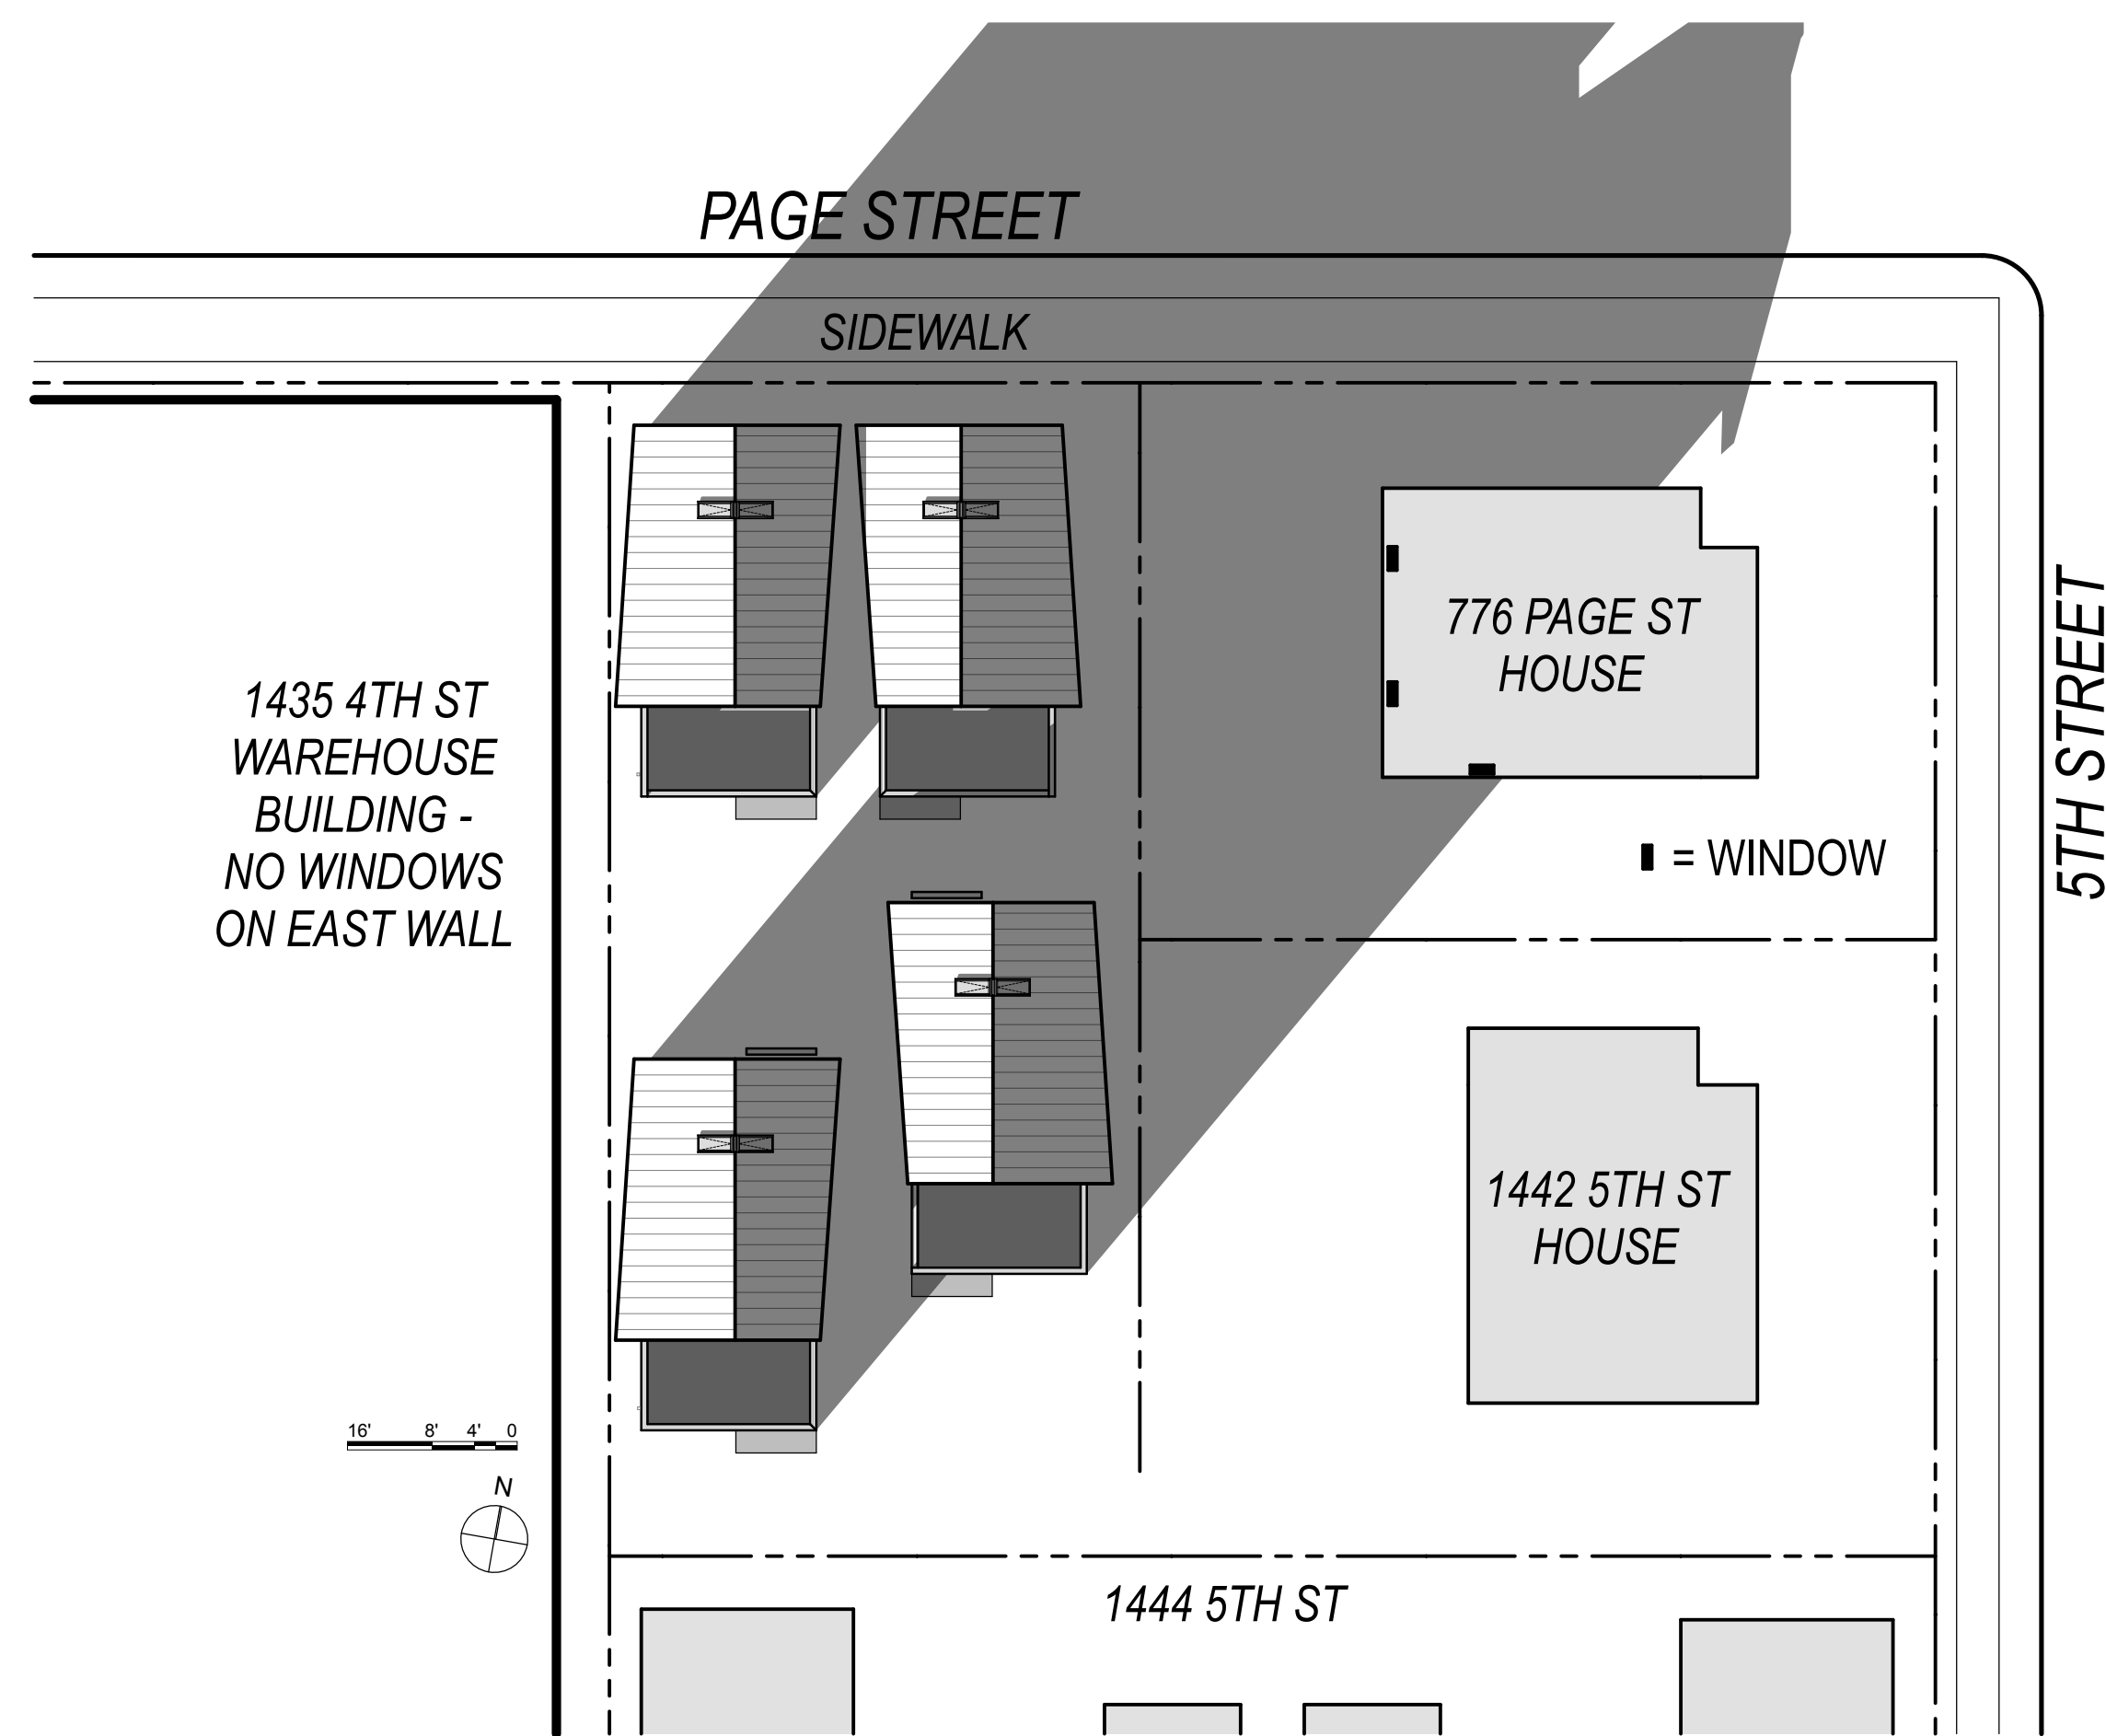 PAGE STREET
SIDEWALK
1435 4TH ST
WAREHOUSE
BUILDING -
NO WINDOWS
ON EAST WALL
776 PAGE ST
HOUSE
= WINDOW
5TH STREET
1442 5TH ST
HOUSE
16' 8' 4' 0
N
1444 5TH ST